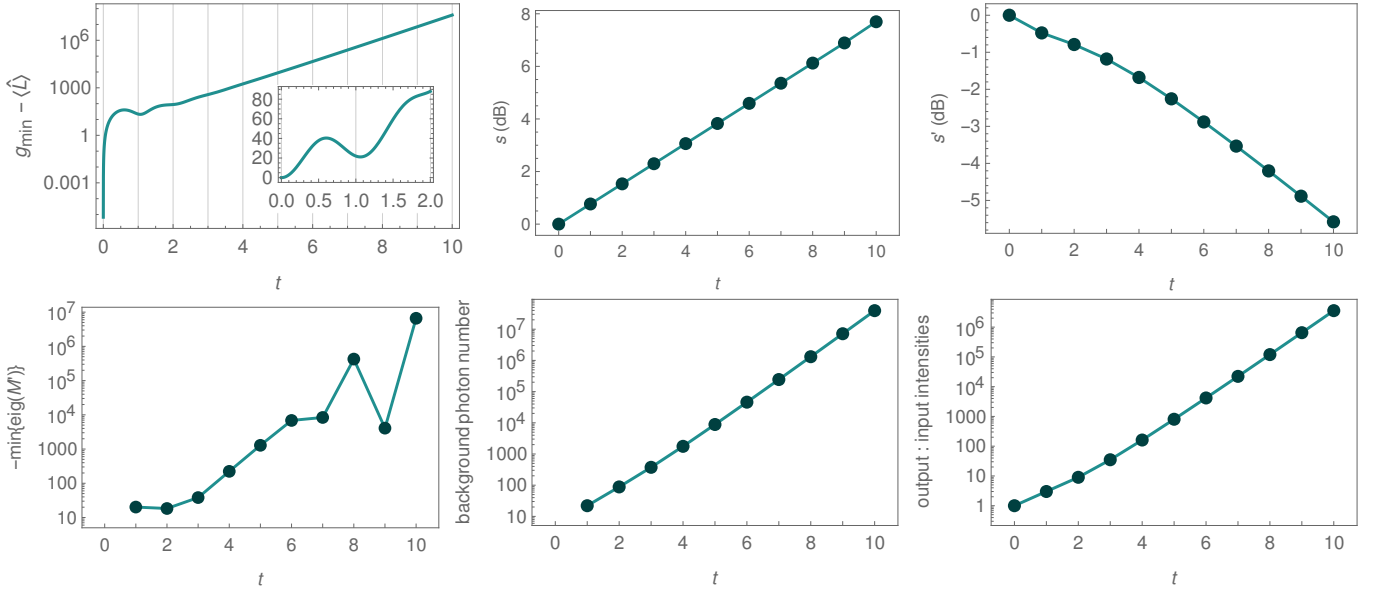 g_min − ⟨L̂⟩
10^6
1000
1
0.001
0 2 4 6 8 10
t
80
60
40
20
0
0.0 0.5 1.0 1.5 2.0
s (dB)
8
6
4
2
0
0 2 4 6 8 10
t
s' (dB)
0
−1
−2
−3
−4
−5
0 2 4 6 8 10
t
−min{eig(M')}
10^7
10^6
10^5
10^4
1000
100
10
0 2 4 6 8 10
t
background photon number
10^7
10^6
10^5
10^4
1000
100
10
0 2 4 6 8 10
t
output : input intensities
10^6
10^5
10^4
1000
100
10
1
0 2 4 6 8 10
t